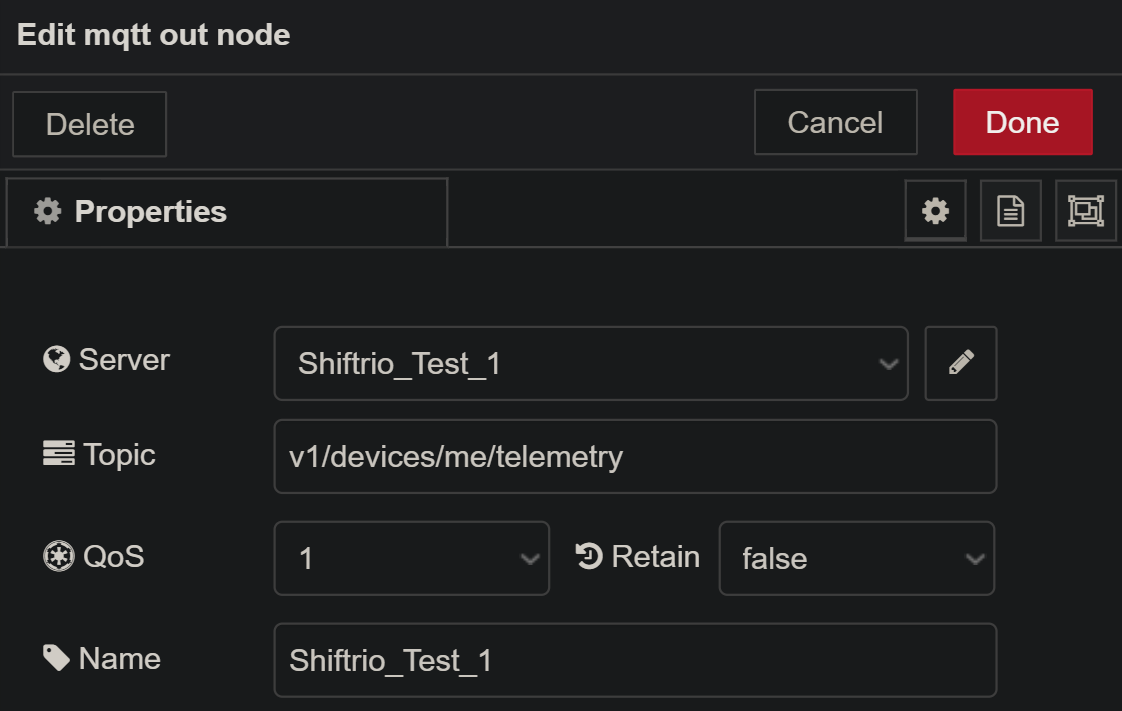 Edit mqtt out node
Delete Cancel Done
Properties
Server Shiftrio_Test_1
Topic v1/devices/me/telemetry
QoS 1 Retain false
Name Shiftrio_Test_1